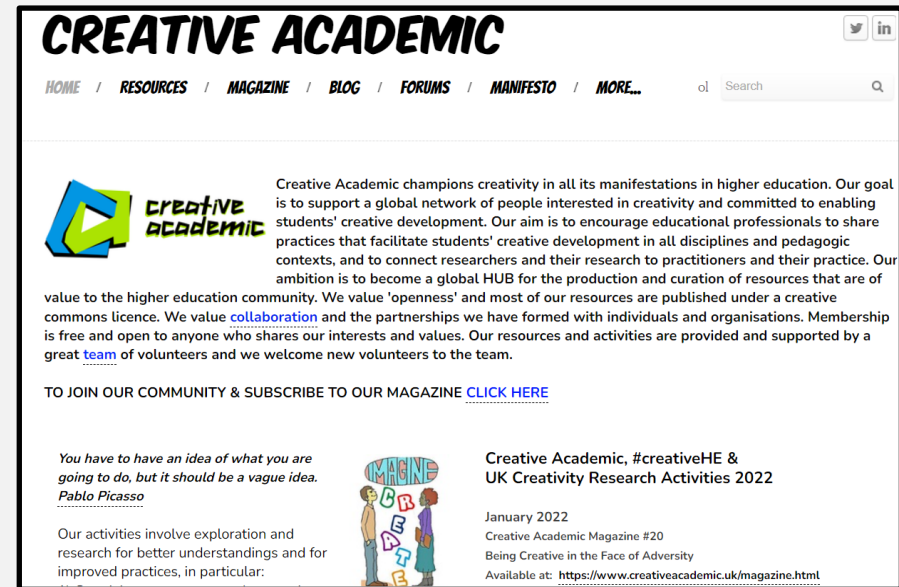 CREATIVE ACADEMIC
in
HOME / RESOURCES / MAGAZINE / BLOG / FORUMS / MANIFESTO / MORE... ol Search
creative
academic
Creative Academic champions creativity in all its manifestations in higher education. Our goal
is to support a global network of people interested in creativity and committed to enabling
students' creative development. Our aim is to encourage educational professionals to share
practices that facilitate students' creative development in all disciplines and pedagogic
contexts, and to connect researchers and their research to practitioners and their practice. Our
ambition is to become a global HUB for the production and curation of resources that are of
value to the higher education community. We value 'openness' and most of our resources are published under a creative
commons licence. We value collaboration and the partnerships we have formed with individuals and organisations. Membership
is free and open to anyone who shares our interests and values. Our resources and activities are provided and supported by a
great team of volunteers and we welcome new volunteers to the team.
TO JOIN OUR COMMUNITY & SUBSCRIBE TO OUR MAGAZINE CLICK HERE
You have to have an idea of what you are
going to do, but it should be a vague idea.
Pablo Picasso
Our activities involve exploration and
research for better understandings and for
improved practices, in particular:
IMAGINE
CREATE
Creative Academic, #creativeHE &
UK Creativity Research Activities 2022
January 2022
Creative Academic Magazine #20
Being Creative in the Face of Adversity
Available at: https://www.creativeacademic.uk/magazine.html